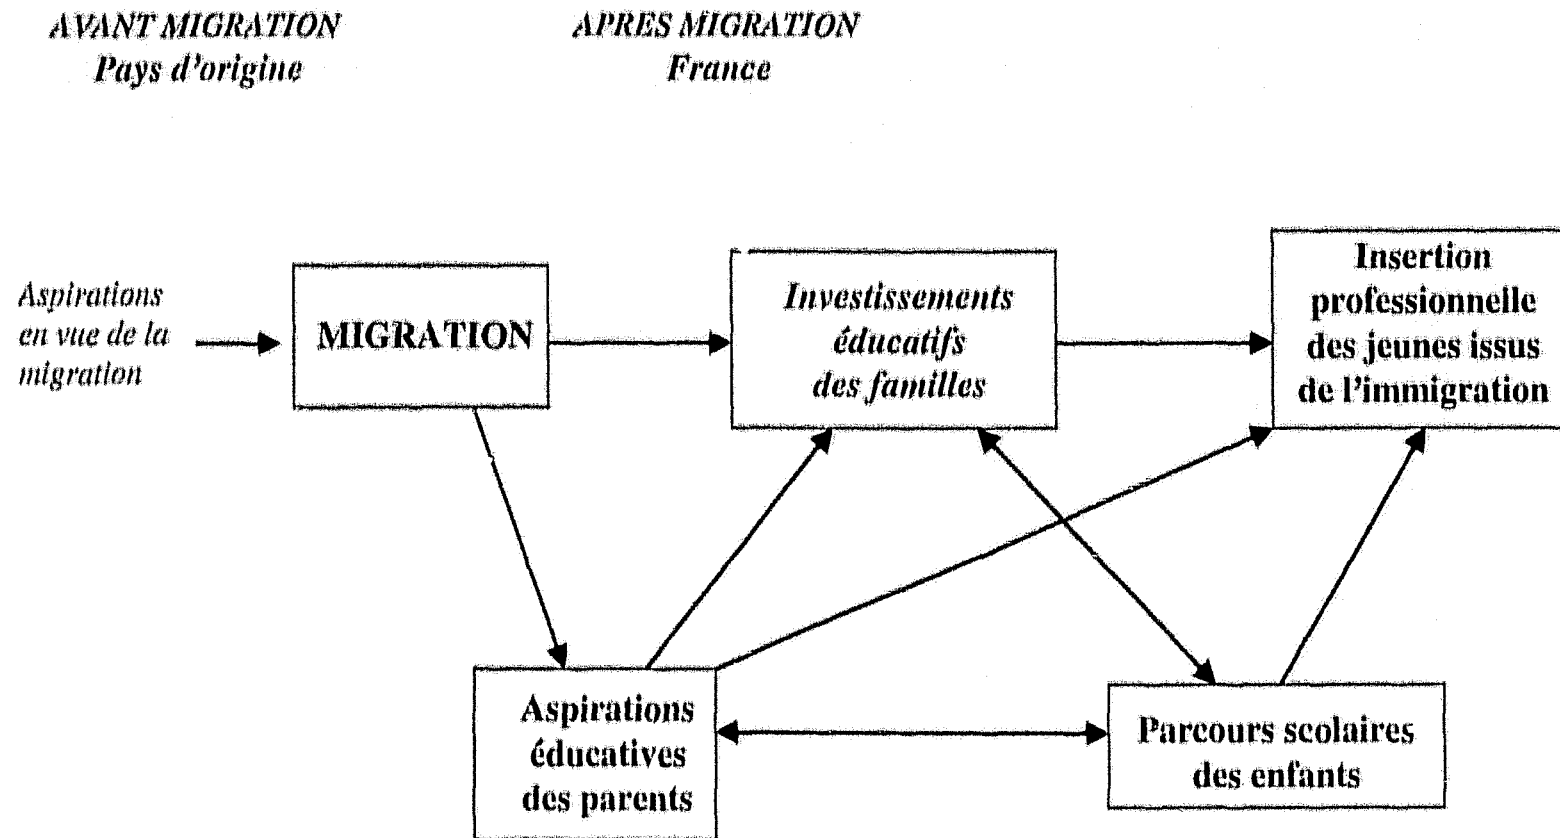 AVANT MIGRATION
Pays d'origine
APRES MIGRATION
France
Aspirations
en vue de la
migration
MIGRATION
Investissements
éducatifs
des familles
Insertion
professionnelle
des jeunes issus
de l'immigration
Aspirations
éducatives
des parents
Parcours scolaires
des enfants